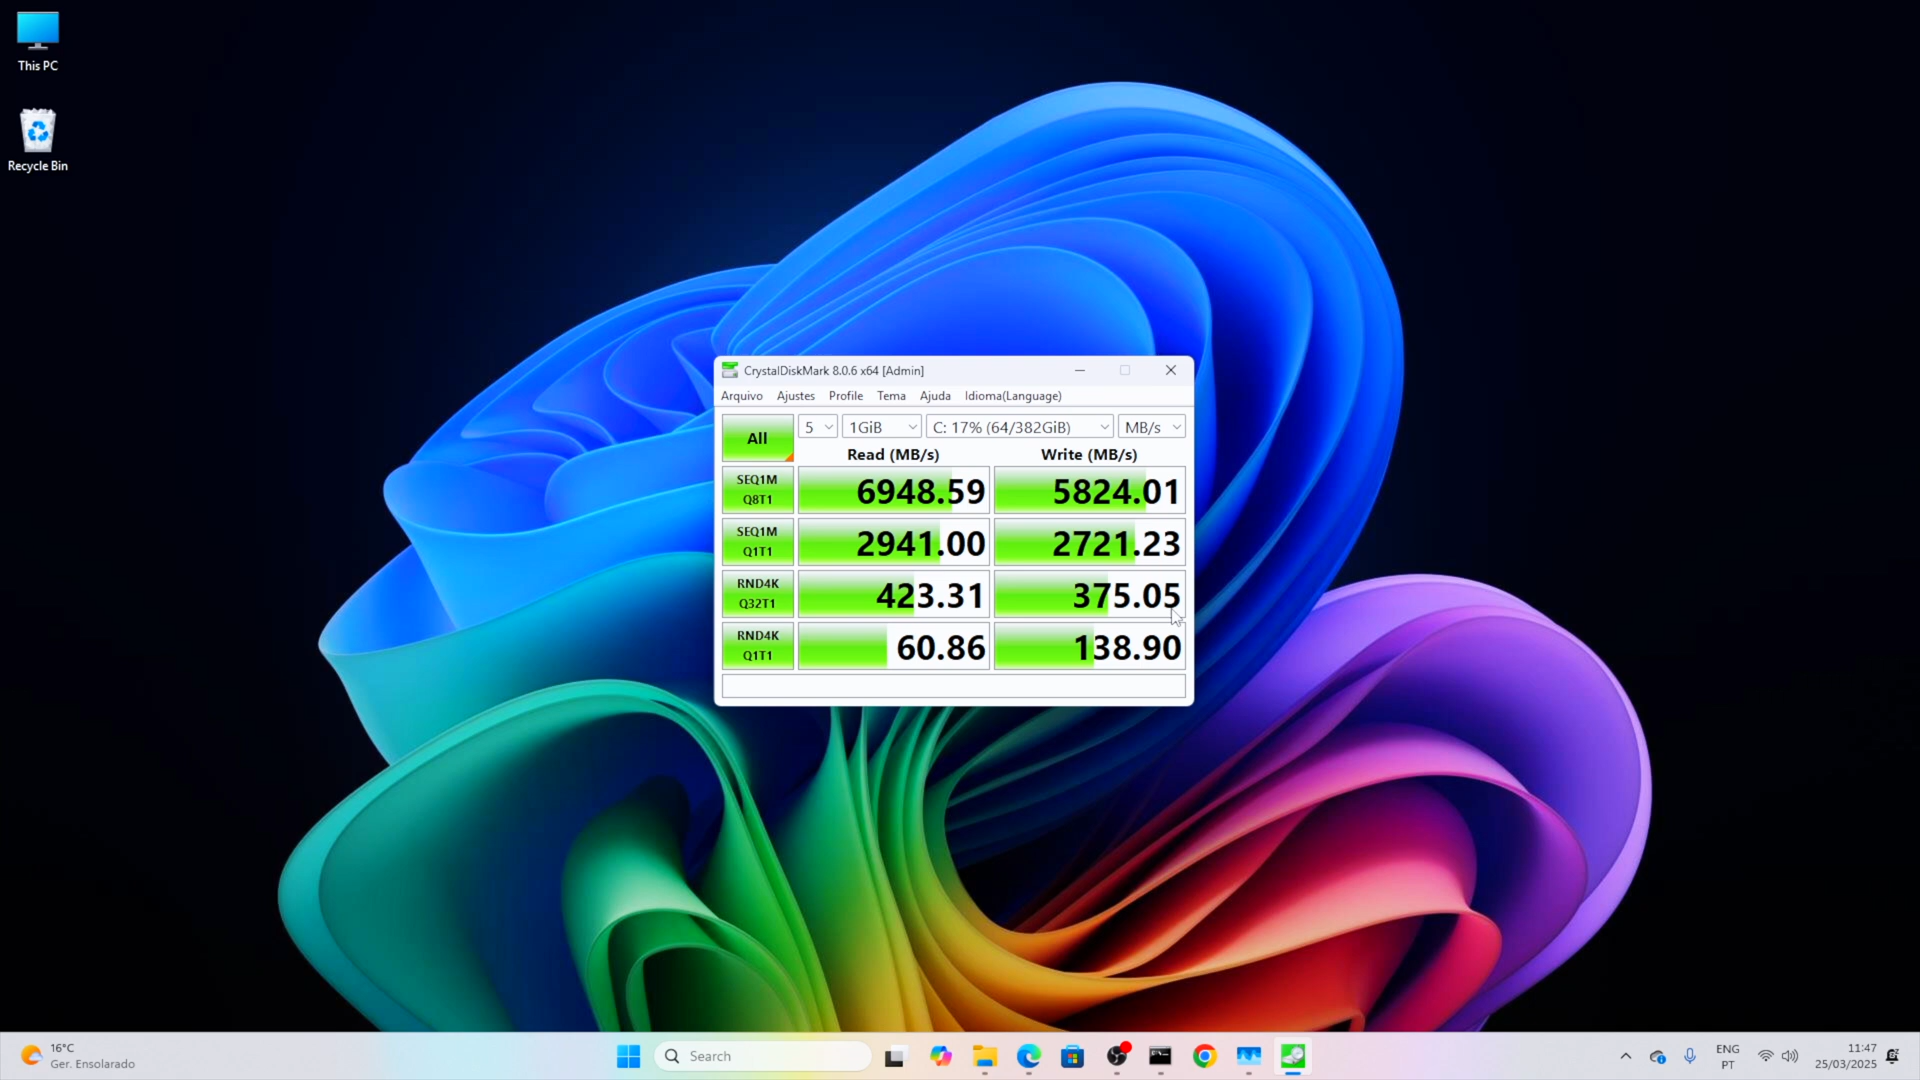 This PC
Recycle Bin
CrystalDiskMark 8.0.6 x64 [Admin]
Arquivo Ajustes Profile Tema Ajuda Idioma(Language)
All
5 1GiB C: 17% (64/382GiB) MB/s
Read (MB/s) Write (MB/s)
SEQ1M
Q8T1
6948.59 5824.01
SEQ1M
Q1T1
2941.00 2721.23
RND4K
Q32T1
423.31 375.05
RND4K
Q1T1
60.86 138.90
16°C
Ger. Ensolarado
Search
ENG
PT
11:47
25/03/2025